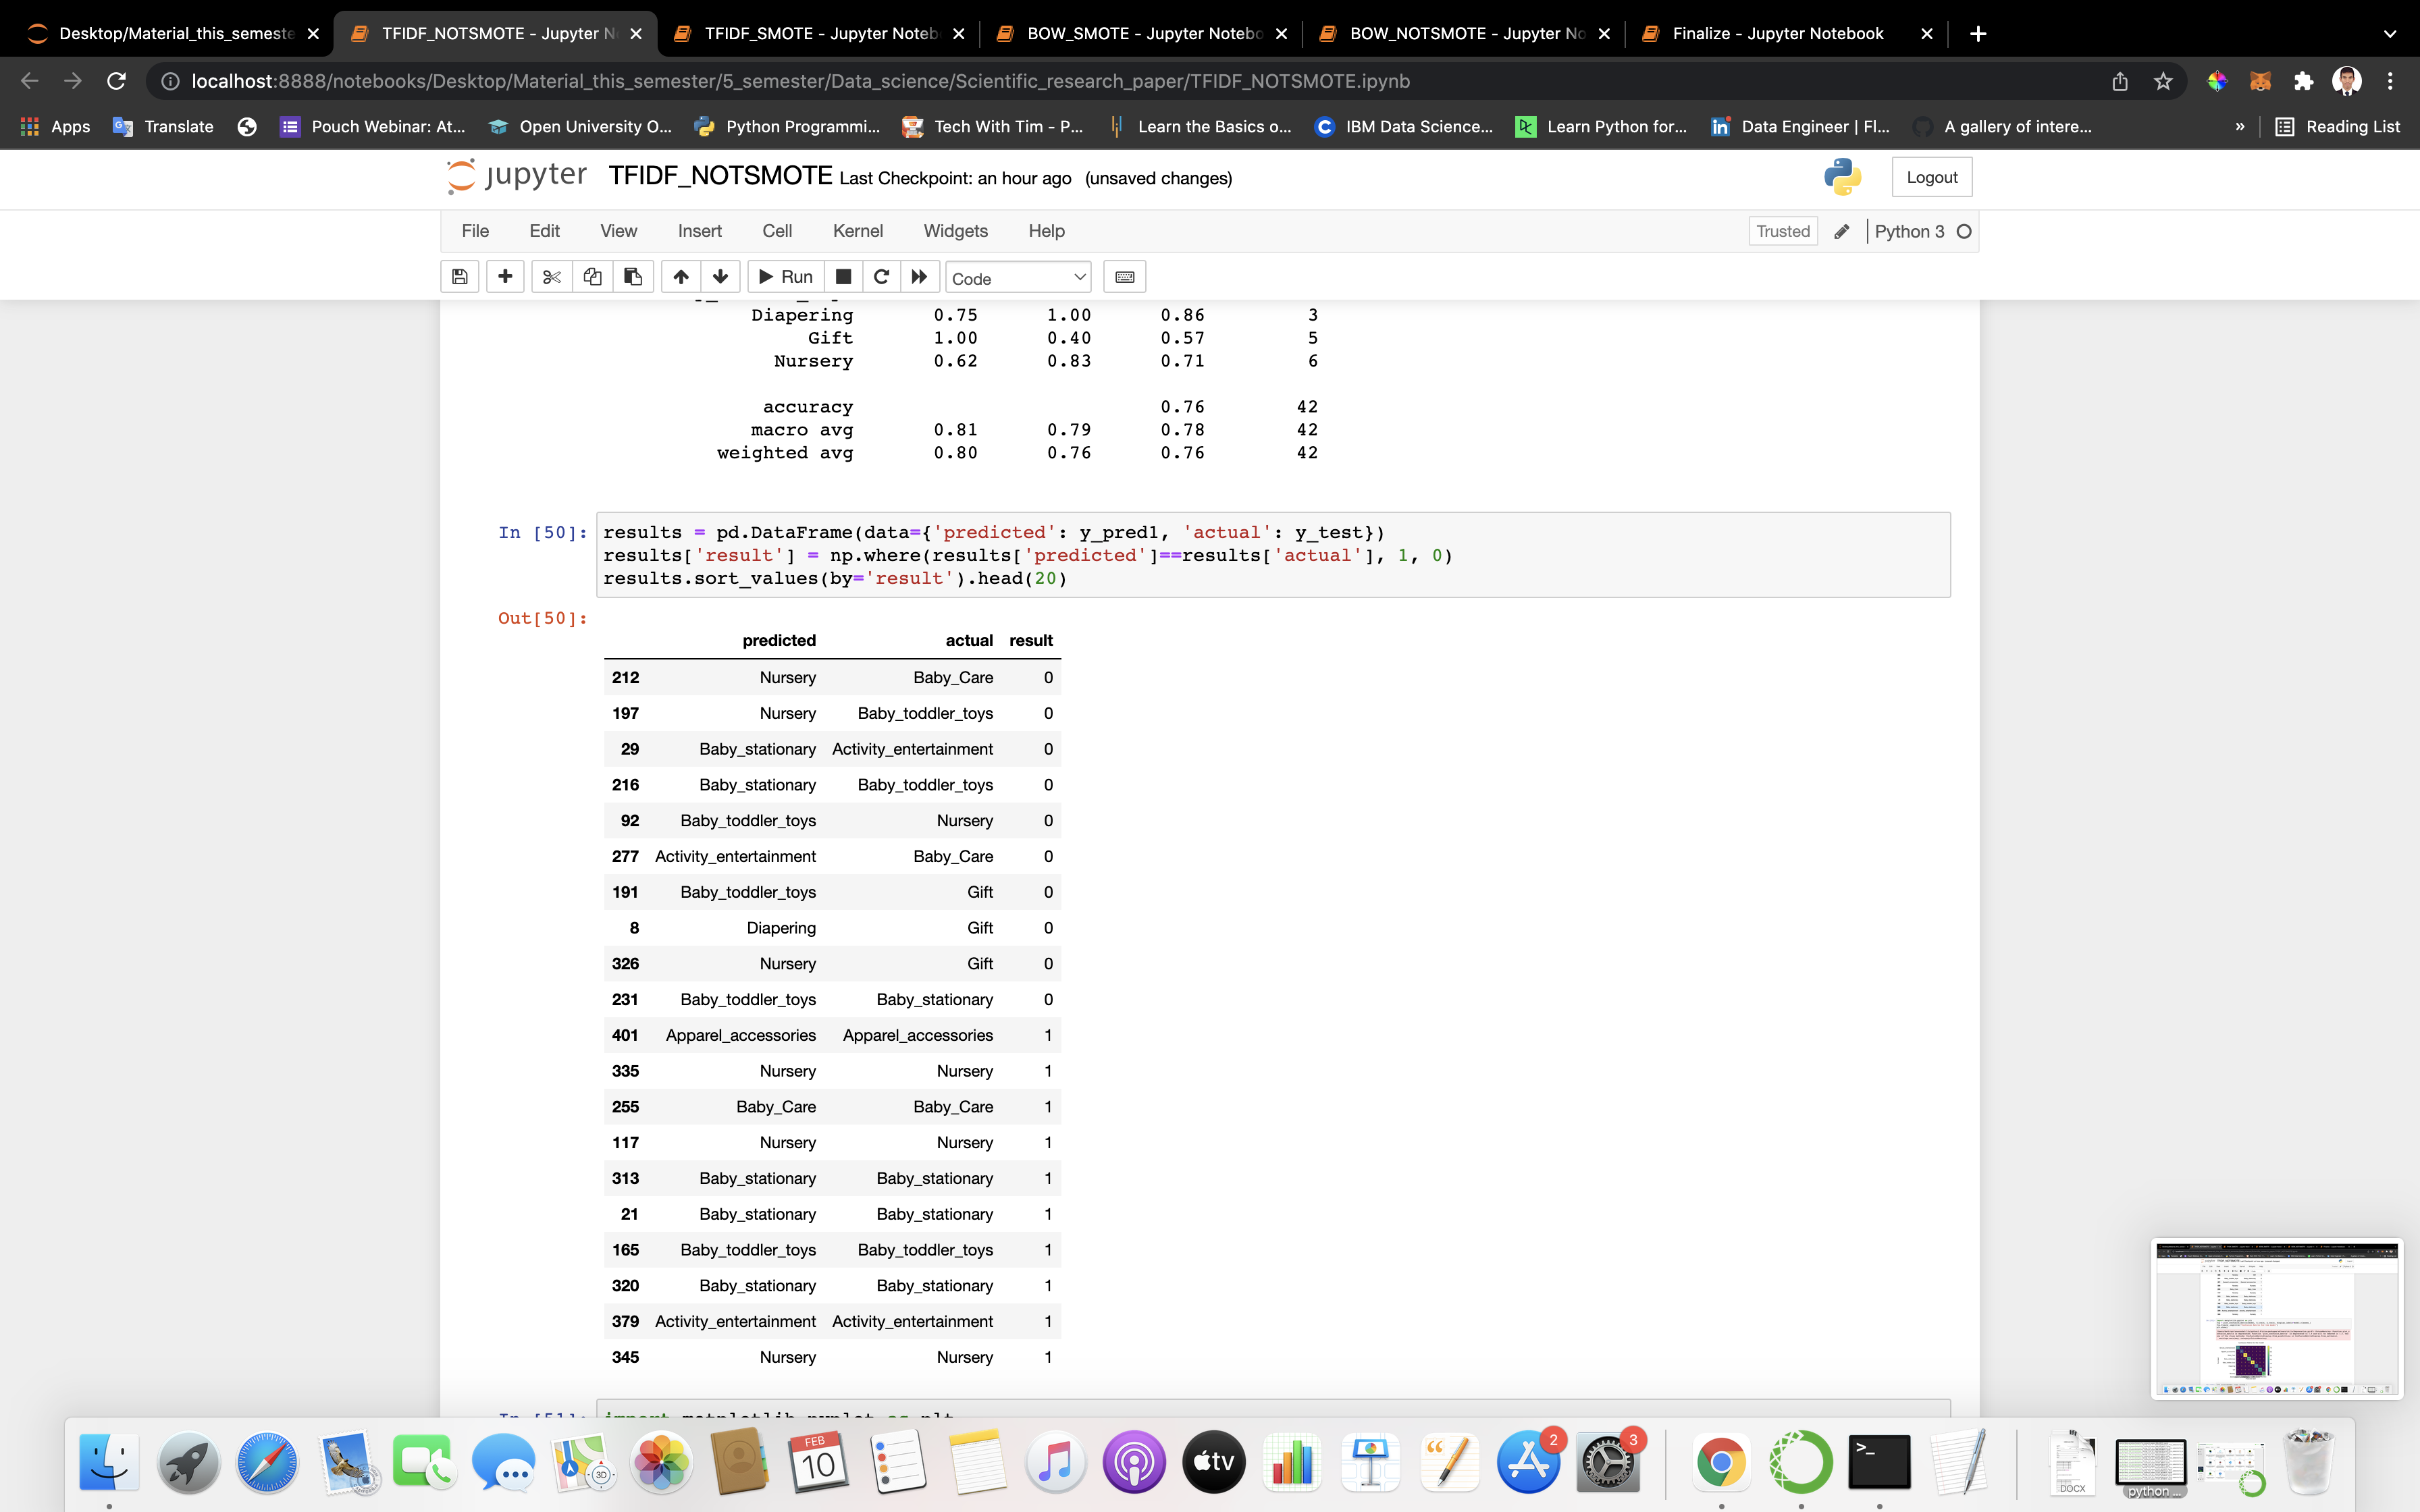 Desktop/Material_this_semeste
TFIDF_NOTSMOTE - Jupyter N
TFIDF_SMOTE - Jupyter Noteb
BOW_SMOTE - Jupyter Notebo
BOW_NOTSMOTE - Jupyter No
Finalize - Jupyter Notebook
localhost:8888/notebooks/Desktop/Material_this_semester/5_semester/Data_science/Scientific_research_paper/TFIDF_NOTSMOTE.ipynb
Apps Translate Pouch Webinar: At... Open University O... Python Programmi... Tech With Tim - P... Learn the Basics o... IBM Data Science... Learn Python for... Data Engineer | Fl... A gallery of intere... » Reading List
jupyter TFIDF_NOTSMOTE Last Checkpoint: an hour ago (unsaved changes) Logout
File Edit View Insert Cell Kernel Widgets Help Trusted Python 3
Run Code
Diapering 0.75 1.00 0.86 3
Gift 1.00 0.40 0.57 5
Nursery 0.62 0.83 0.71 6
accuracy 0.76 42
macro avg 0.81 0.79 0.78 42
weighted avg 0.80 0.76 0.76 42
In [50]: results = pd.DataFrame(data={'predicted': y_pred1, 'actual': y_test})
results['result'] = np.where(results['predicted']==results['actual'], 1, 0)
results.sort_values(by='result').head(20)
Out[50]:
predicted actual result
212 Nursery Baby_Care 0
197 Nursery Baby_toddler_toys 0
29 Baby_stationary Activity_entertainment 0
216 Baby_stationary Baby_toddler_toys 0
92 Baby_toddler_toys Nursery 0
277 Activity_entertainment Baby_Care 0
191 Baby_toddler_toys Gift 0
8 Diapering Gift 0
326 Nursery Gift 0
231 Baby_toddler_toys Baby_stationary 0
401 Apparel_accessories Apparel_accessories 1
335 Nursery Nursery 1
255 Baby_Care Baby_Care 1
117 Nursery Nursery 1
313 Baby_stationary Baby_stationary 1
21 Baby_stationary Baby_stationary 1
165 Baby_toddler_toys Baby_toddler_toys 1
320 Baby_stationary Baby_stationary 1
379 Activity_entertainment Activity_entertainment 1
345 Nursery Nursery 1
In [51]: import matplotlib.pyplot as plt
FEB
10
3D
tv
2
3
>_
DOCX
python ...